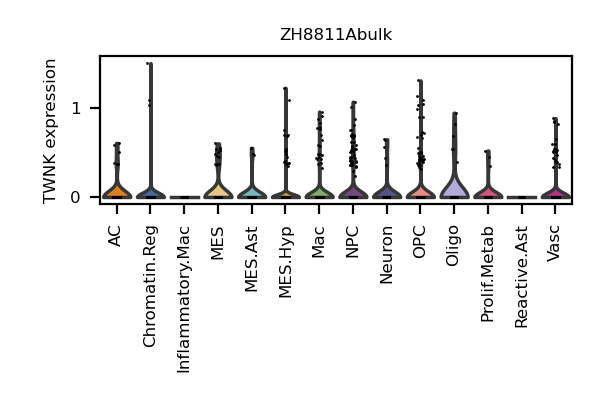 ZH8811Abulk
TWNK expression
1
0
AC
Chromatin.Reg
Inflammatory.Mac
MES
MES.Ast
MES.Hyp
Mac
NPC
Neuron
OPC
Oligo
Prolif.Metab
Reactive.Ast
Vasc